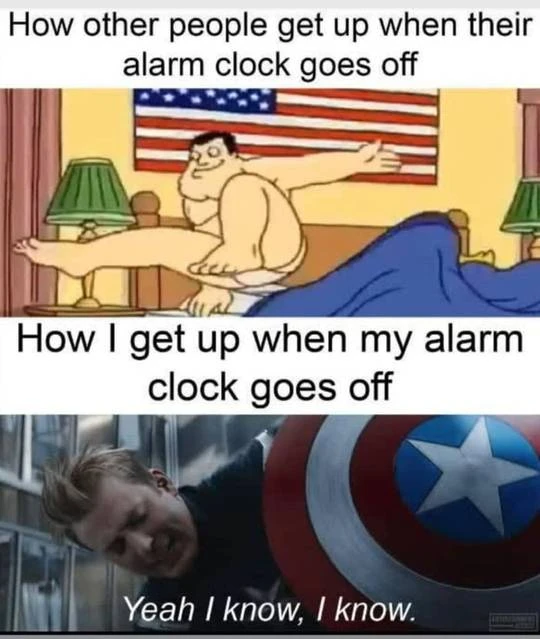 How other people get up when their
alarm clock goes off
How I get up when my alarm
clock goes off
Yeah I know, I know.